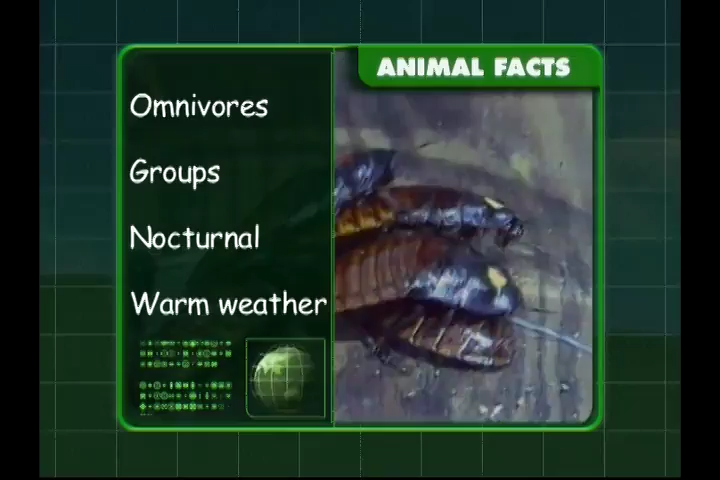 ANIMAL FACTS
Omnivores
Groups
Nocturnal
Warm weather